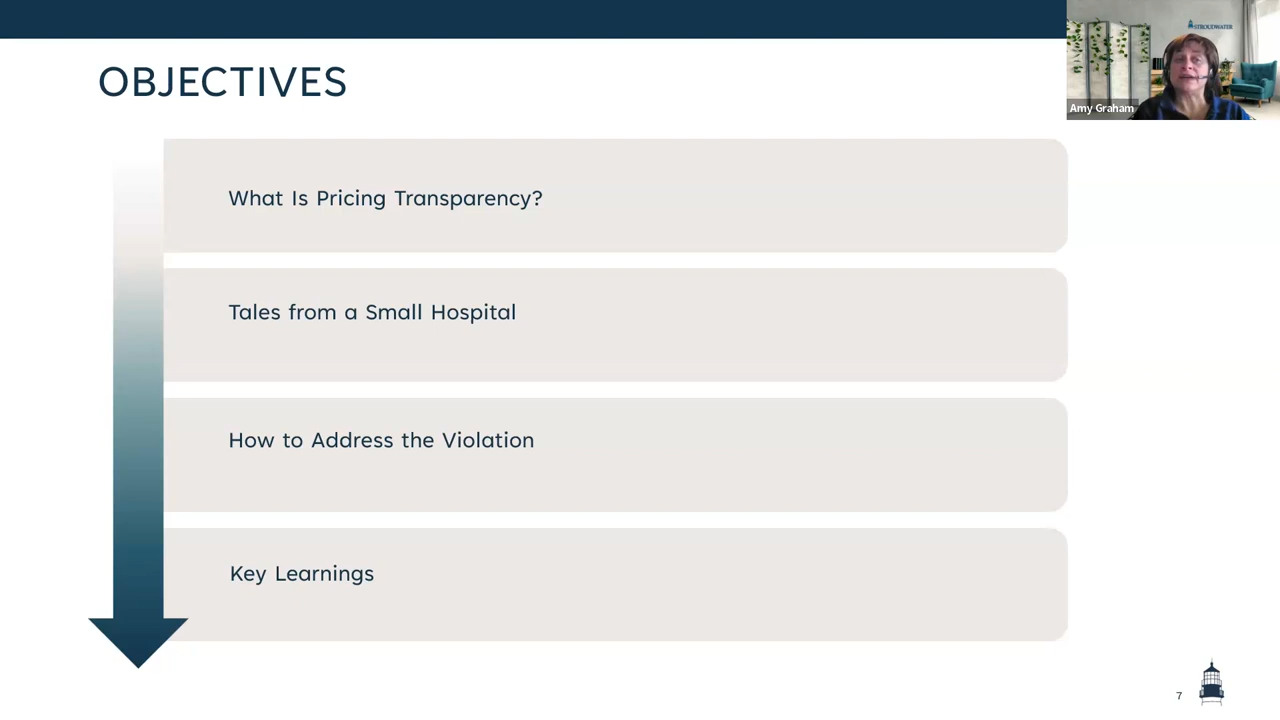 OBJECTIVES
STROUDWATER
Amy Graham
What Is Pricing Transparency?
Tales from a Small Hospital
How to Address the Violation
Key Learnings
7